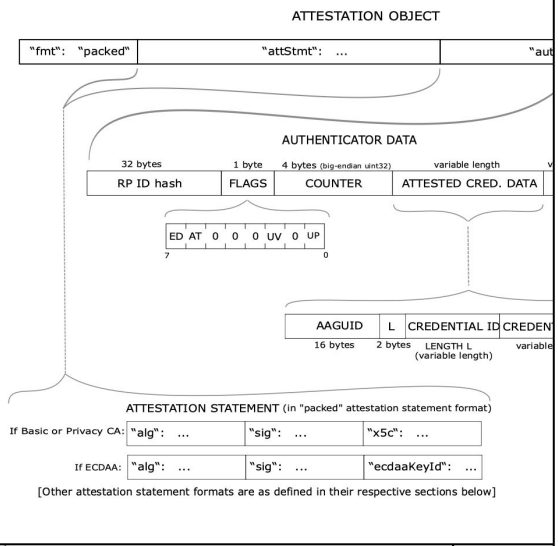 ATTESTATION OBJECT
"fmt": "packed" "attStmt": ... "aut
AUTHENTICATOR DATA
32 bytes 1 byte 4 bytes (big-endian uint32) variable length v
RP ID hash FLAGS COUNTER ATTESTED CRED. DATA
ED AT 0 0 0 UV 0 UP
7 0
AAGUID L CREDENTIAL ID CREDEN
16 bytes 2 bytes LENGTH L variable
(variable length)
ATTESTATION STATEMENT (in "packed" attestation statement format)
If Basic or Privacy CA: "alg": ... "sig": ... "x5c": ...
If ECDAA: "alg": ... "sig": ... "ecdaaKeyId": ...
[Other attestation statement formats are as defined in their respective sections below]